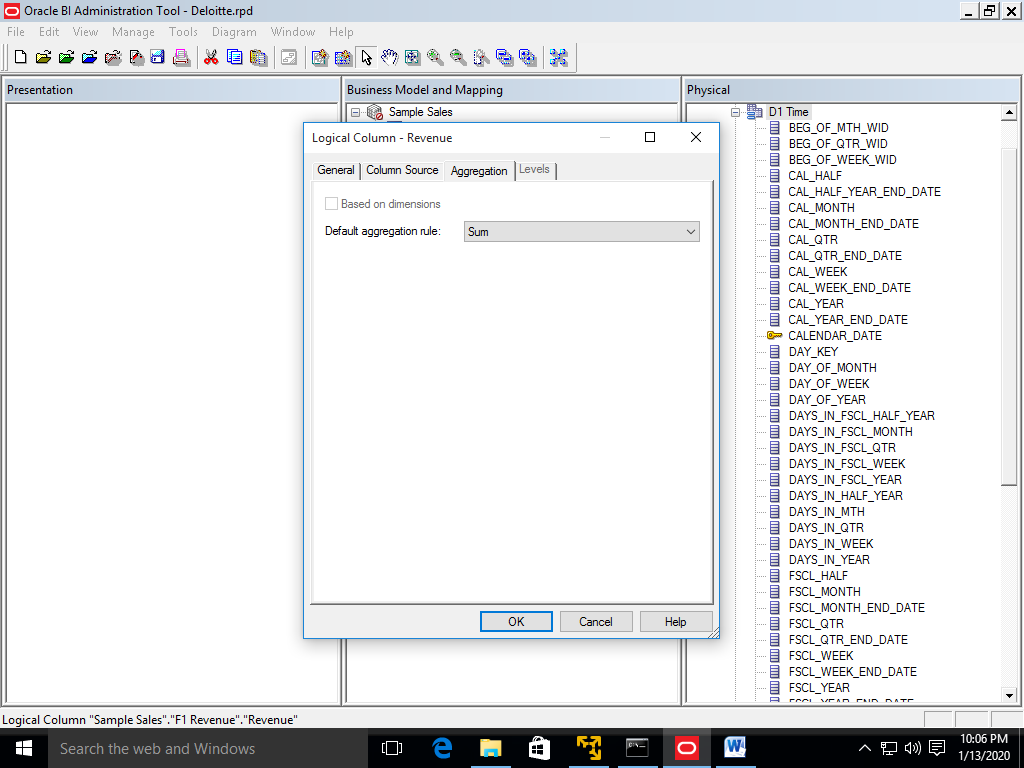 Oracle BI Administration Tool - Deloitte.rpd
File Edit View Manage Tools Diagram Window Help
Presentation
Business Model and Mapping
Physical
Sample Sales
D1 Time
BEG_OF_MTH_WID
BEG_OF_QTR_WID
BEG_OF_WEEK_WID
CAL_HALF
CAL_HALF_YEAR_END_DATE
CAL_MONTH
CAL_MONTH_END_DATE
CAL_QTR
CAL_QTR_END_DATE
CAL_WEEK
CAL_WEEK_END_DATE
CAL_YEAR
CAL_YEAR_END_DATE
CALENDAR_DATE
DAY_KEY
DAY_OF_MONTH
DAY_OF_WEEK
DAY_OF_YEAR
DAYS_IN_FSCL_HALF_YEAR
DAYS_IN_FSCL_MONTH
DAYS_IN_FSCL_QTR
DAYS_IN_FSCL_WEEK
DAYS_IN_FSCL_YEAR
DAYS_IN_HALF_YEAR
DAYS_IN_MTH
DAYS_IN_QTR
DAYS_IN_WEEK
DAYS_IN_YEAR
FSCL_HALF
FSCL_MONTH
FSCL_MONTH_END_DATE
FSCL_QTR
FSCL_QTR_END_DATE
FSCL_WEEK
FSCL_WEEK_END_DATE
FSCL_YEAR
FSCL_YEAR_END_DATE
Logical Column - Revenue
General Column Source Aggregation Levels
Based on dimensions
Default aggregation rule: Sum
OK Cancel Help
Logical Column "Sample Sales"."F1 Revenue"."Revenue"
Search the web and Windows
10:06 PM
1/13/2020